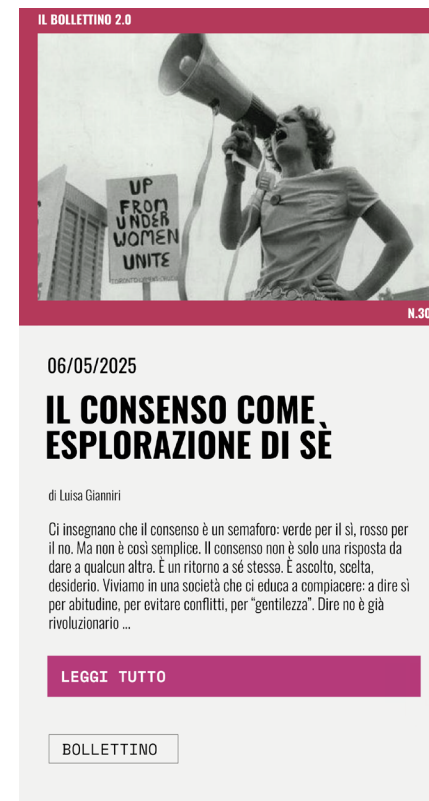 IL BOLLETTINO 2.0
UP
FROM
UNDER
WOMEN
UNITE
N.30
06/05/2025
IL CONSENSO COME
ESPLORAZIONE DI SÈ
di Luisa Gianniri
Ci insegnano che il consenso è un semaforo: verde per il sì, rosso per
il no. Ma non è così semplice. Il consenso non è solo una risposta da
dare a qualcun altrə. È un ritorno a sé stessə. È ascolto, scelta,
desiderio. Viviamo in una società che ci educa a compiacere: a dire sì
per abitudine, per evitare conflitti, per “gentilezza”. Dire no è già
rivoluzionario ...
LEGGI TUTTO
BOLLETTINO